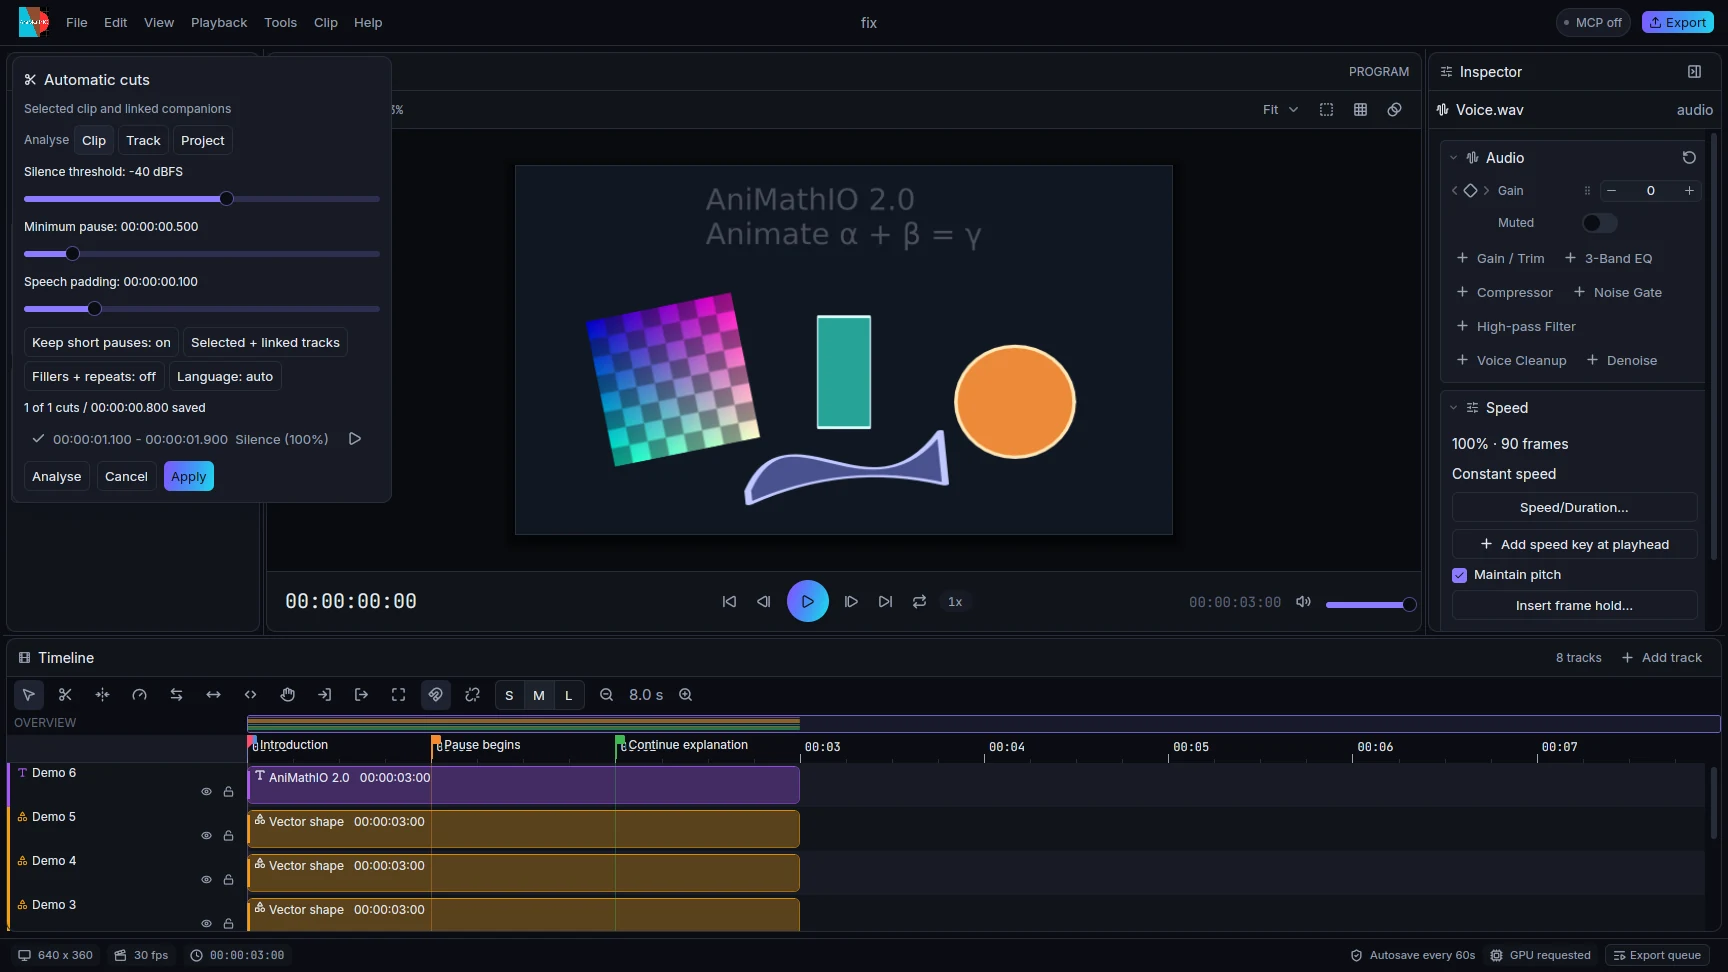 File Edit View Playback Tools Clip Help
fix
MCP off
Export
Automatic cuts
Selected clip and linked companions
Analyse Clip Track Project
Silence threshold: -40 dBFS
Minimum pause: 00:00:00.500
Speech padding: 00:00:00.100
Keep short pauses: on Selected + linked tracks
Fillers + repeats: off Language: auto
1 of 1 cuts / 00:00:00.800 saved
00:00:01.100 - 00:00:01.900 Silence (100%)
Analyse Cancel Apply
PROGRAM
Fit
AniMathIO 2.0
Animate α + β = γ
00:00:00:00
1x
00:00:03:00
Inspector
Voice.wav audio
Audio
Gain 0
Muted
Gain / Trim 3-Band EQ
Compressor Noise Gate
High-pass Filter
Voice Cleanup Denoise
Speed
100% · 90 frames
Constant speed
Speed/Duration...
Add speed key at playhead
Maintain pitch
Insert frame hold...
Timeline
8 tracks Add track
S M L 8.0 s
OVERVIEW
Introduction Pause begins Continue explanation 00:03 00:04 00:05 00:06 00:07
Demo 6 AniMathIO 2.0 00:00:03:00
Demo 5 Vector shape 00:00:03:00
Demo 4 Vector shape 00:00:03:00
Demo 3 Vector shape 00:00:03:00
640 x 360 30 fps 00:00:03:00
Autosave every 60s GPU requested Export queue